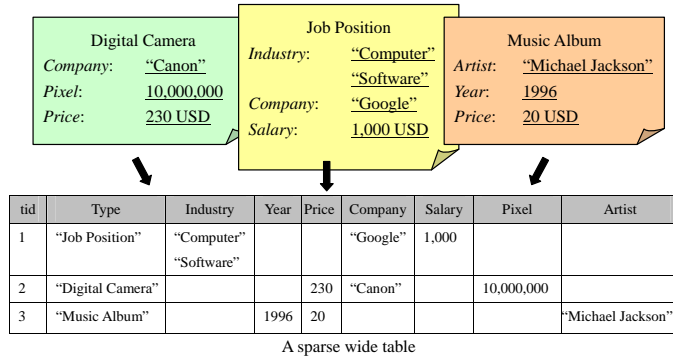 Digital Camera
Company: “Canon”
Pixel: 10,000,000
Price: 230 USD
Job Position
Industry: “Computer”
“Software”
Company: “Google”
Salary: 1,000 USD
Music Album
Artist: “Michael Jackson”
Year: 1996
Price: 20 USD
tid Type Industry Year Price Company Salary Pixel Artist
1 “Job Position” “Computer” “Google” 1,000
“Software”
2 “Digital Camera” 230 “Canon” 10,000,000
3 “Music Album” 1996 20 “Michael Jackson”
A sparse wide table